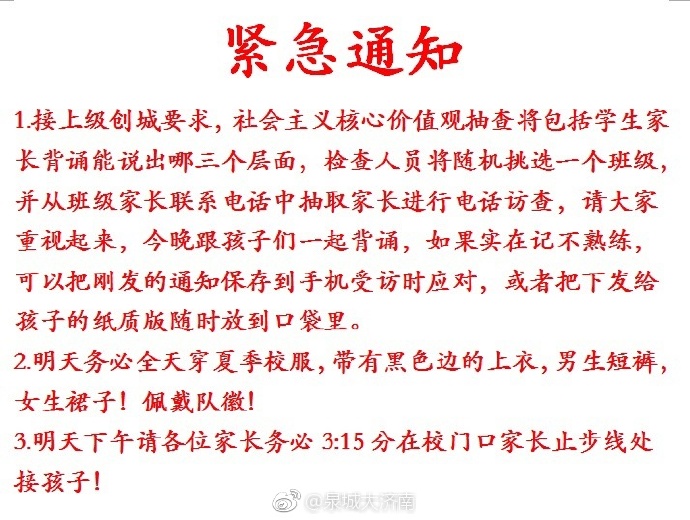 紧急通知
1.接上级创城要求，社会主义核心价值观抽查将包括学生家
长背诵能说出哪三个层面，检查人员将随机挑选一个班级，
并从班级家长联系电话中抽取家长进行电话访查，请大家
重视起来，今晚跟孩子们一起背诵，如果实在记不熟练，
可以把刚发的通知保存到手机受访时应对，或者把下发给
孩子的纸质版随时放到口袋里。
2.明天务必全天穿夏季校服，带有黑色边的上衣，男生短裤，
女生裙子！佩戴队徽！
3.明天下午请各位家长务必 3:15 分在校门口家长止步线处
接孩子！
@泉城大济南